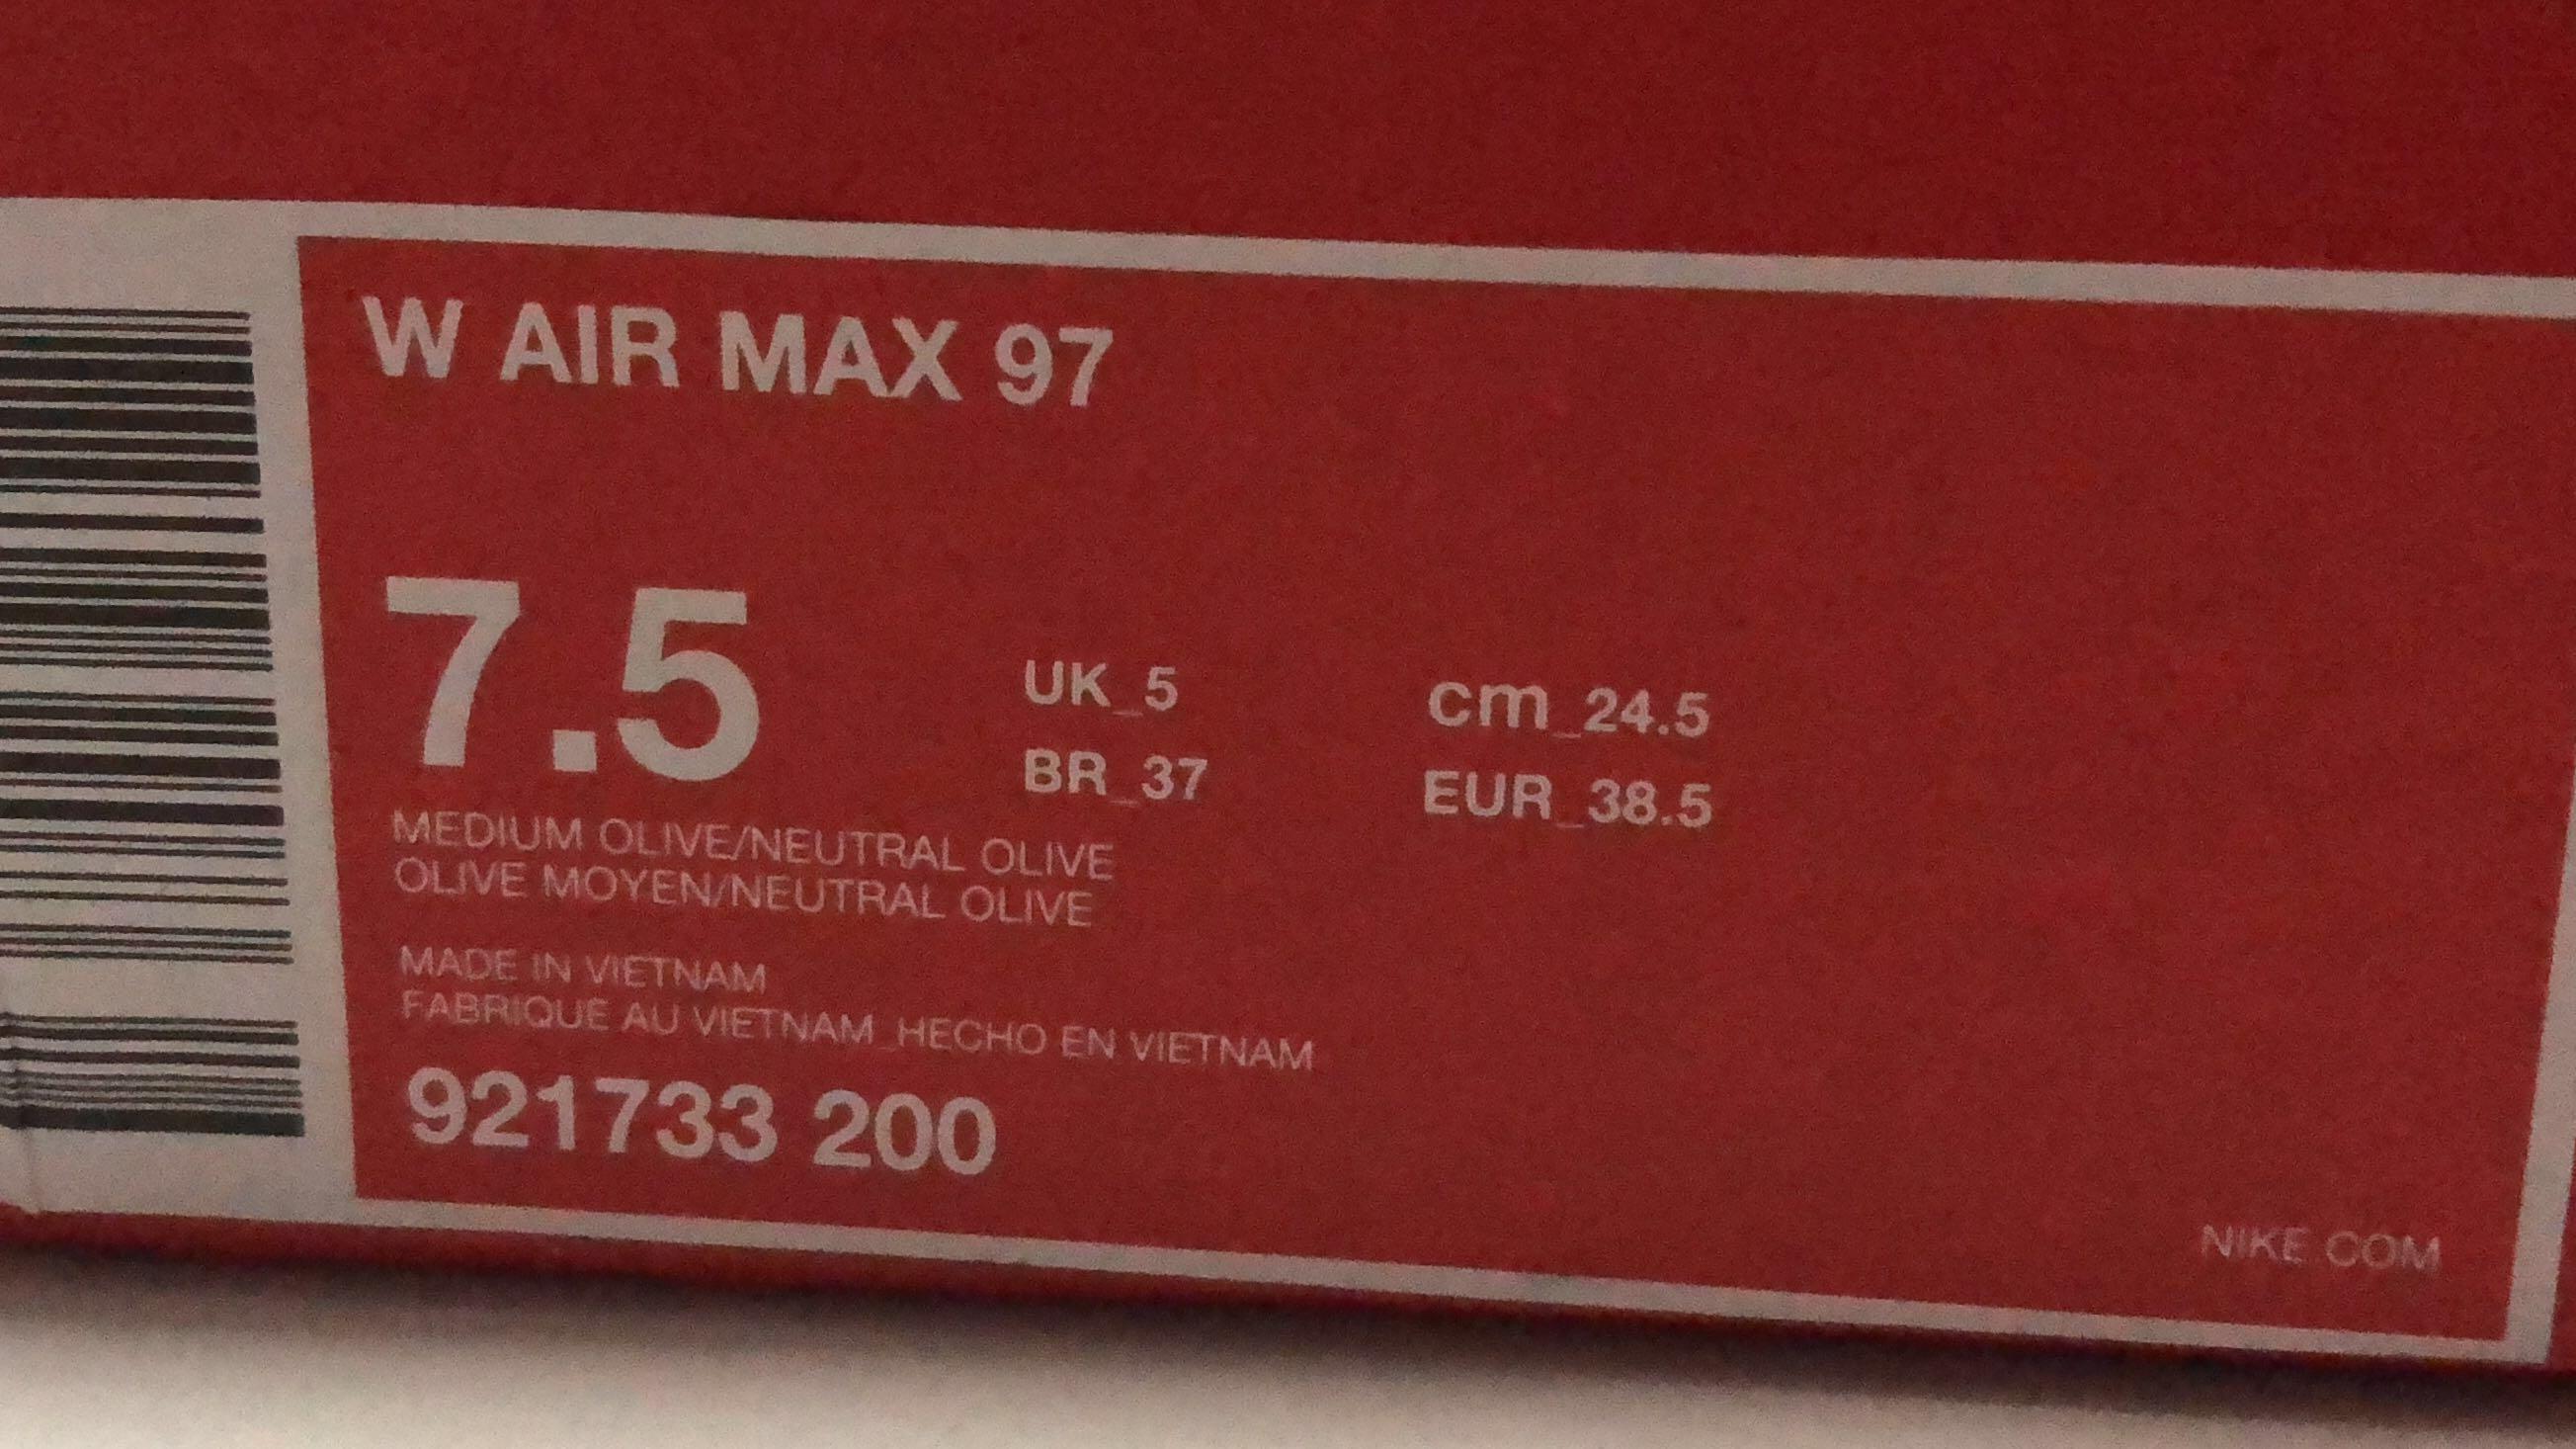 W AIR MAX 97
7.5
UK_5
cm_24.5
BR_37
EUR_38.5
MEDIUM OLIVE/NEUTRAL OLIVE
OLIVE MOYEN/NEUTRAL OLIVE
MADE IN VIETNAM
FABRIQUÉ AU VIETNAM_HECHO EN VIETNAM
921733 200
NIKE.COM